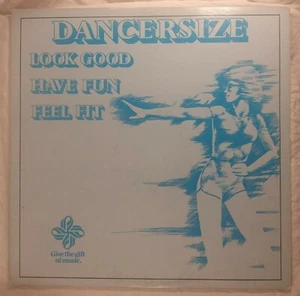 DANCERSIZE
LOOK GOOD
HAVE FUN
FEEL FIT
Give the gift
of music.